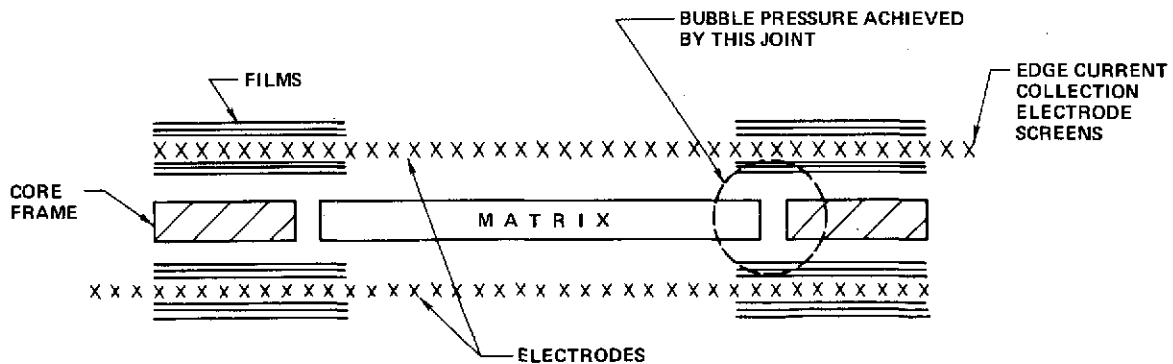 BUBBLE PRESSURE ACHIEVED
BY THIS JOINT
FILMS
EDGE CURRENT
COLLECTION
ELECTRODE
SCREENS
CORE
FRAME
MATRIX
ELECTRODES